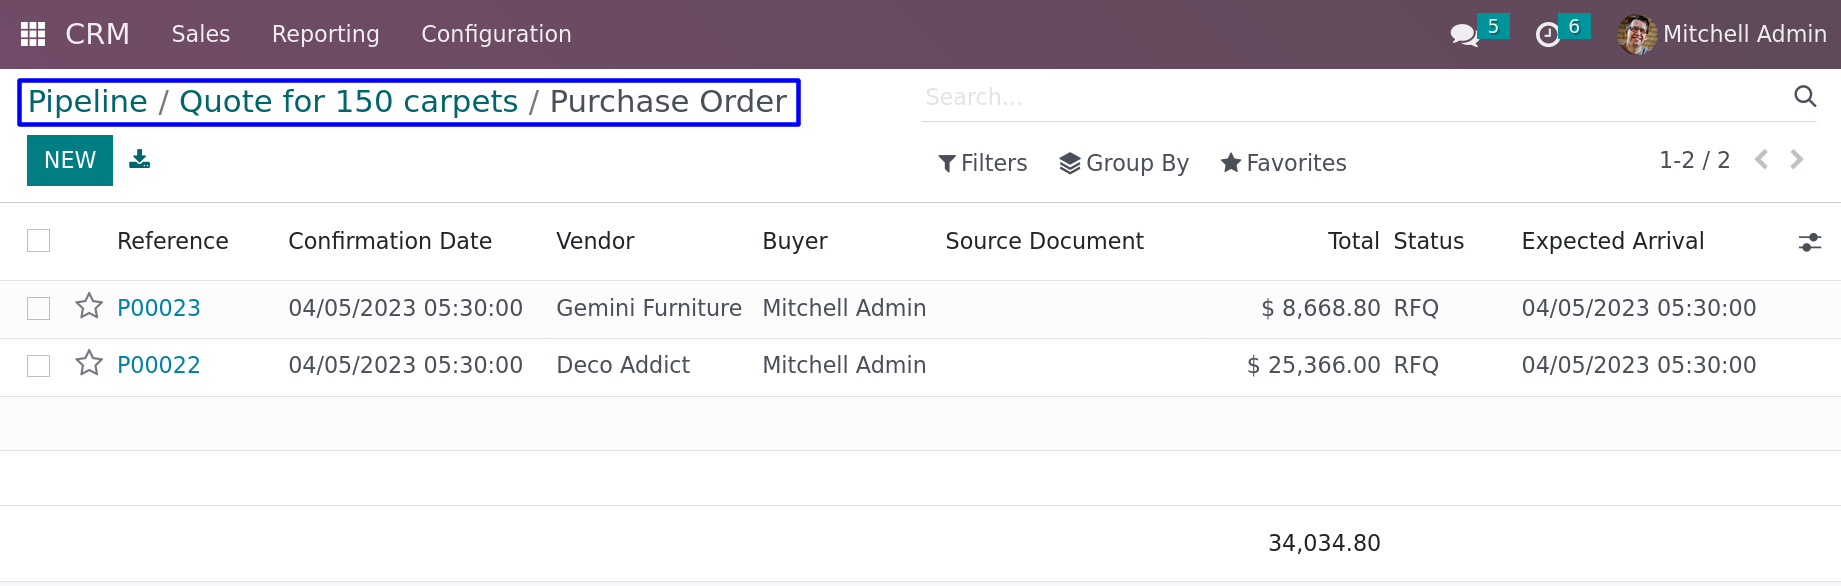 CRM Sales Reporting Configuration 5 6 Mitchell Admin
Pipeline / Quote for 150 carpets / Purchase Order Search...
NEW Filters Group By Favorites 1-2 / 2
Reference Confirmation Date Vendor Buyer Source Document Total Status Expected Arrival
P00023 04/05/2023 05:30:00 Gemini Furniture Mitchell Admin $ 8,668.80 RFQ 04/05/2023 05:30:00
P00022 04/05/2023 05:30:00 Deco Addict Mitchell Admin $ 25,366.00 RFQ 04/05/2023 05:30:00
34,034.80